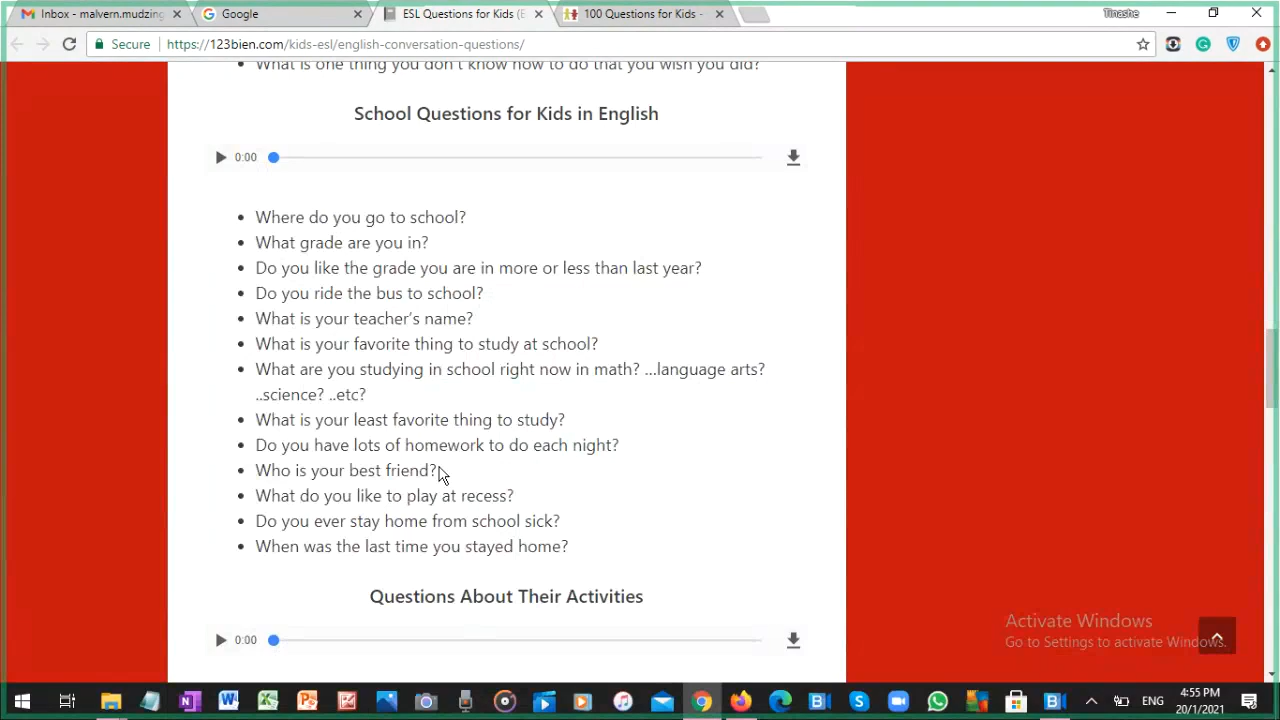 Inbox - malvern.mudzing
Google
ESL Questions for Kids (E
100 Questions for Kids -
Tinashe
Secure
https://123bien.com/kids-esl/english-conversation-questions/
• What is one thing you don't know how to do that you wish you did?
School Questions for Kids in English
0:00
• Where do you go to school?
• What grade are you in?
• Do you like the grade you are in more or less than last year?
• Do you ride the bus to school?
• What is your teacher's name?
• What is your favorite thing to study at school?
• What are you studying in school right now in math? ...language arts?
..science? ..etc?
• What is your least favorite thing to study?
• Do you have lots of homework to do each night?
• Who is your best friend?
• What do you like to play at recess?
• Do you ever stay home from school sick?
• When was the last time you stayed home?
Questions About Their Activities
0:00
Activate Windows
Go to Settings to activate Windows.
ENG
4:55 PM
20/1/2021